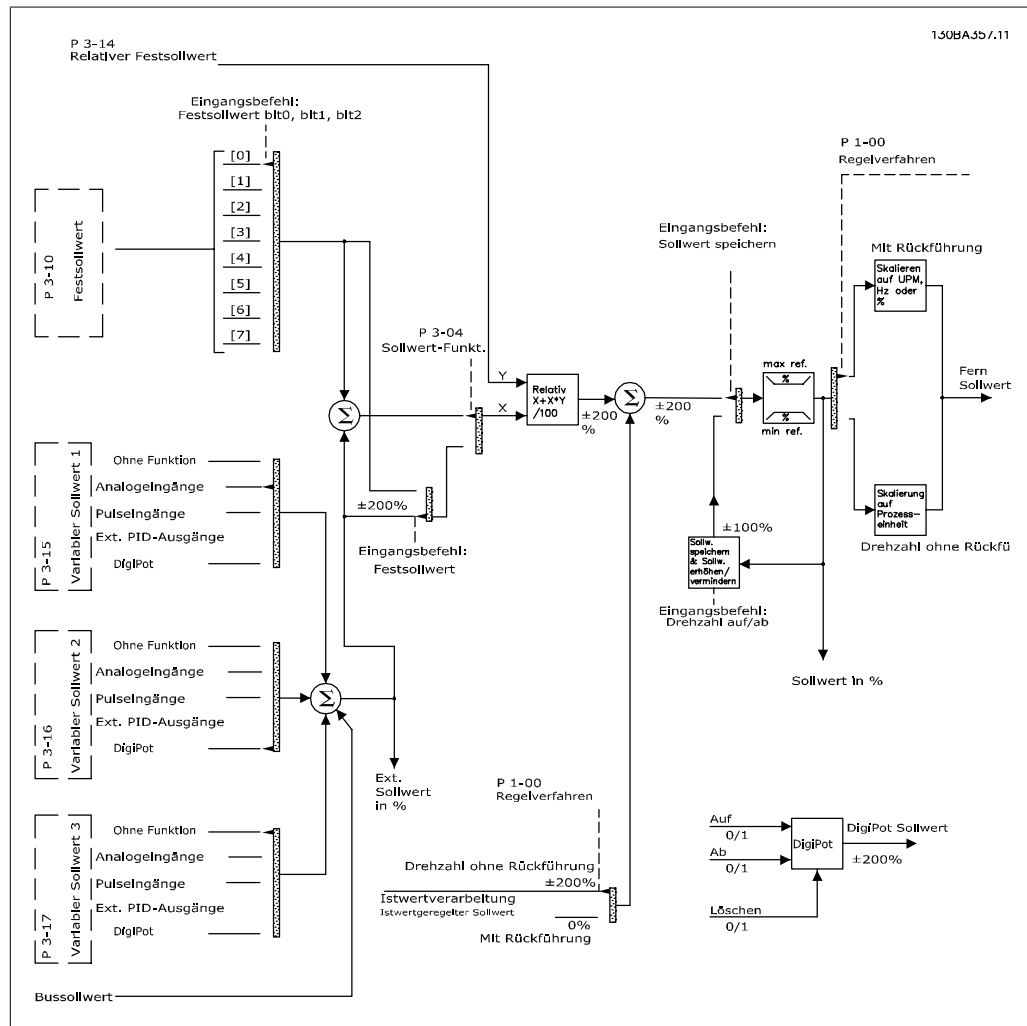 130BA357.11
P 3-14
Relativer Festsollwert
Eingangsbefehl:
Festsollwert blt0, blt1, blt2
P 1-00
Regelverfahren
[0]
[1]
[2]
[3]
[4]
[5]
[6]
[7]
P 3-10
Festsollwert
Eingangsbefehl:
Sollwert speichern
MIt Rückführung
Skalieren
auf UPM,
Hz oder
%
P 3-04
Sollwert-Funkt.
Y
X
Relativ
X+X*Y
/100
±200
%
Σ
±200
%
max ref.
%
%
min ref.
Fern
Sollwert
Σ
±200%
Eingangsbefehl:
Festsollwert
±100%
Sollw.
speichern
& Sollw.
erhöhen/
vermindern
Eingangsbefehl:
Drehzahl auf/ab
Skalierung
auf
Prozess-
einheit
Drehzahl ohne Rückfü
Sollwert in %
P 3-15
Varlabler Sollwert 1
Ohne Funktion
AnalogeIngänge
PulseIngänge
Ext. PID-Ausgänge
DigIPot
P 3-16
Varlabler Sollwert 2
Ohne Funktion
AnalogeIngänge
PulseIngänge
Ext. PID-Ausgänge
DigiPot
Σ
Ext.
Sollwert
in %
P 3-17
Varlabler Sollwert 3
Ohne Funktion
AnalogeIngänge
PulseIngänge
Ext. PID-Ausgänge
DigiPot
Bussollwert
P 1-00
Regelverfahren
Drehzahl ohne Rückführung
±200%
Istwertverarbeitung
Istwertgeregelter Sollwert
0%
MIt Rückführung
Auf
0/1
Ab
0/1
Löschen
0/1
DigiPot
DigiPot Sollwert
±200%